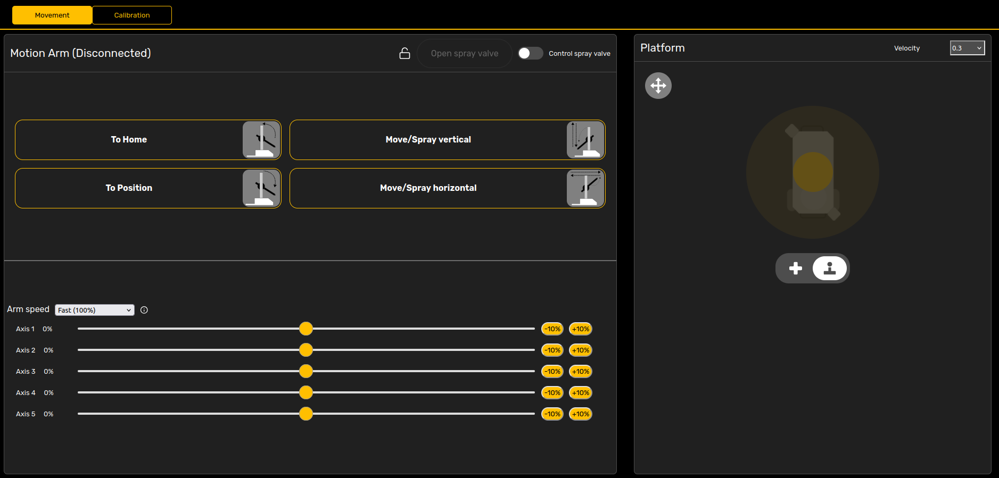 Movement
Calibration
Motion Arm (Disconnected)
Open spray valve
Control spray valve
To Home
Move/Spray vertical
To Position
Move/Spray horizontal
Arm speed
Fast (100%)
Axis 1 0% -10% +10%
Axis 2 0% -10% +10%
Axis 3 0% -10% +10%
Axis 4 0% -10% +10%
Axis 5 0% -10% +10%
Platform
Velocity
0.3